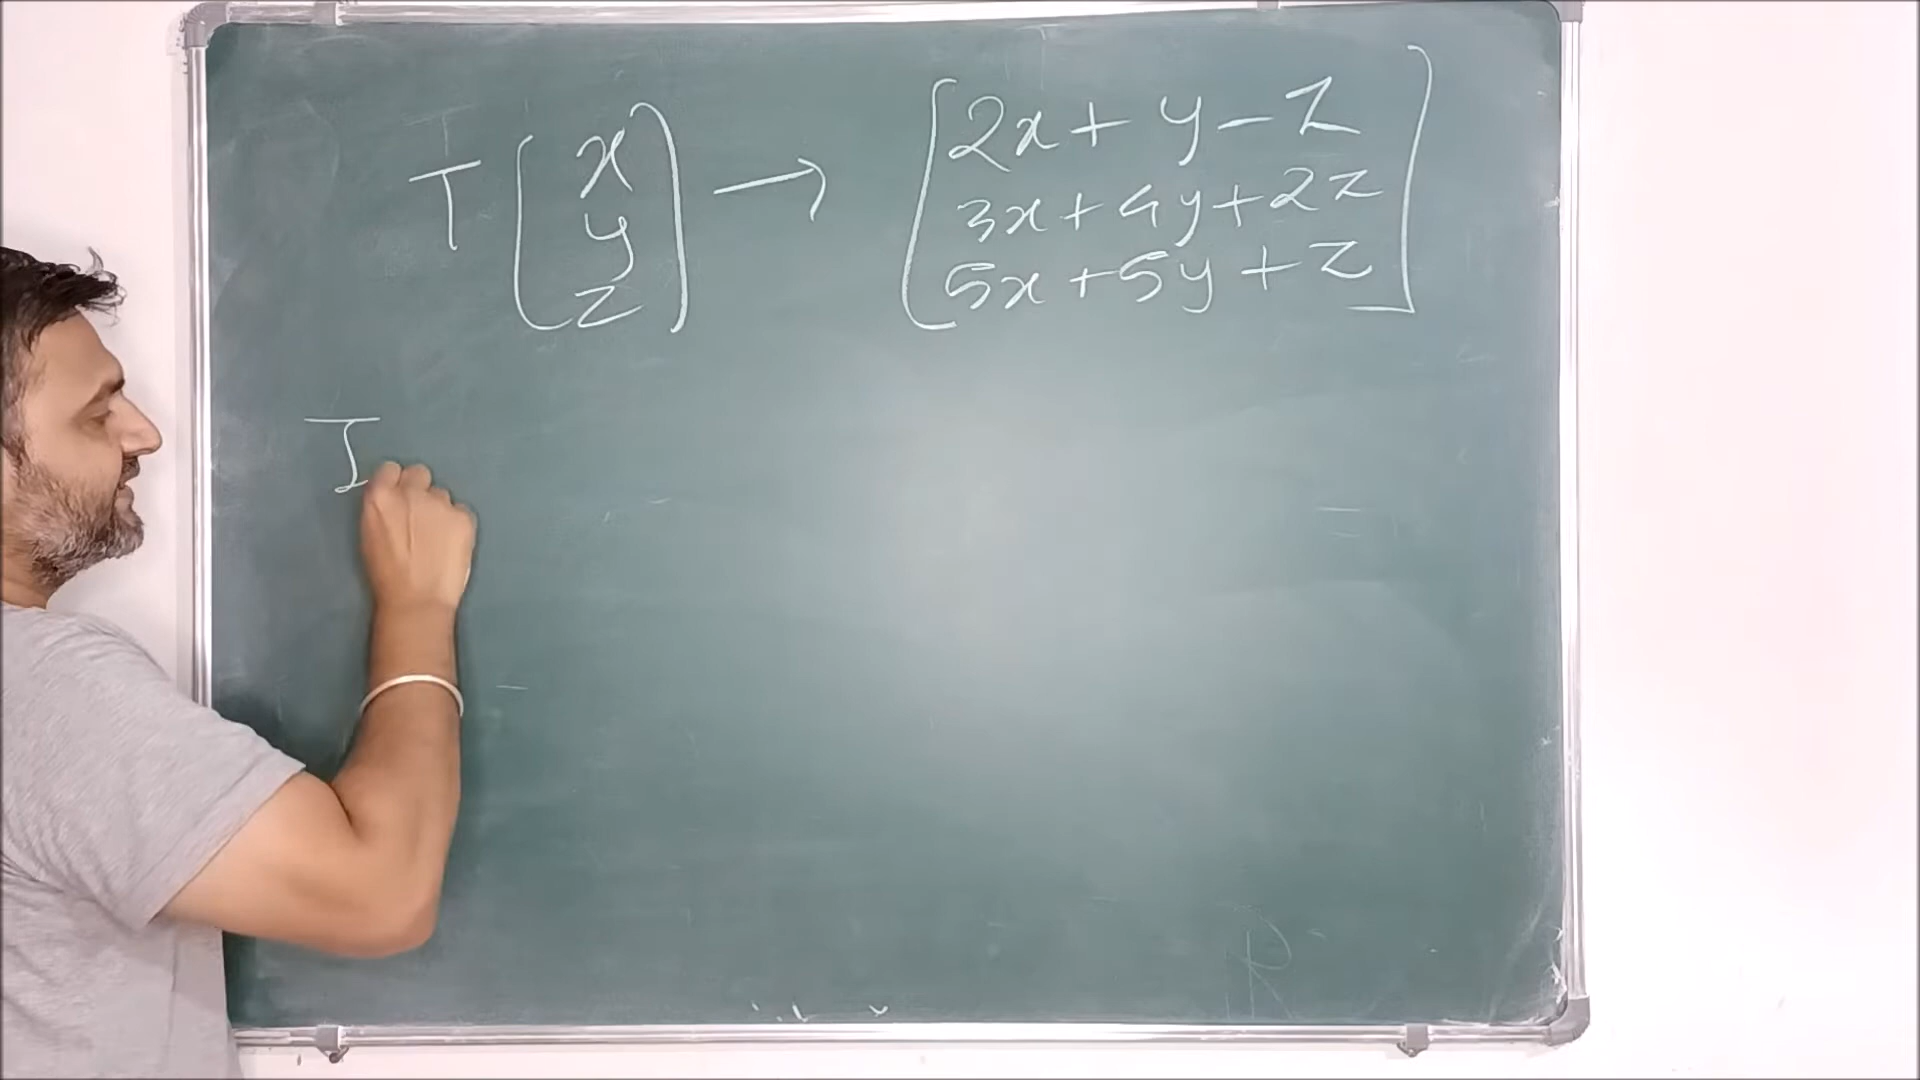 T [x y z] → [2x + y - z
3x + 4y + 2z
5x + 5y + z]
I